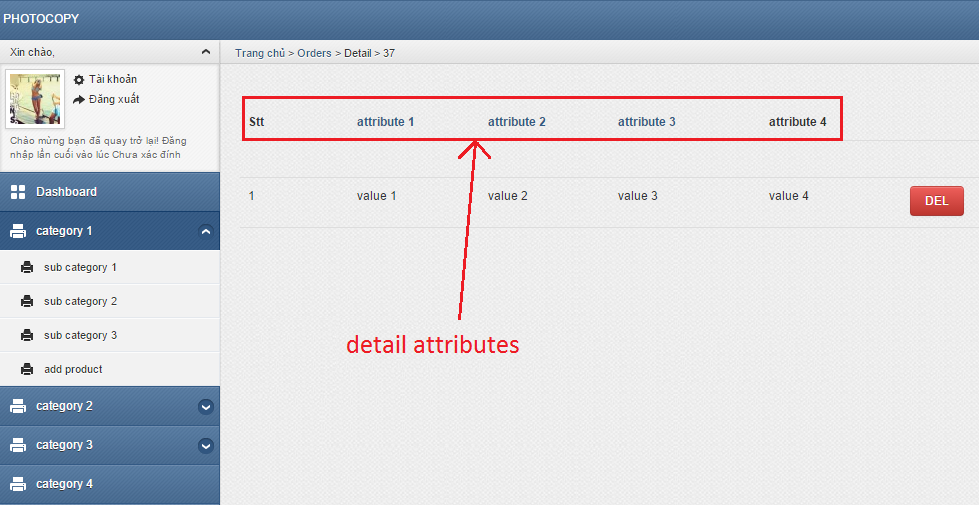 PHOTOCOPY
Xin chào,
Trang chủ > Orders > Detail > 37
Tài khoản
Đăng xuất
Chào mừng bạn đã quay trở lại! Đăng
nhập lần cuối vào lúc Chưa xác đính
Stt attribute 1 attribute 2 attribute 3 attribute 4
1 value 1 value 2 value 3 value 4 DEL
detail attributes
Dashboard
category 1
sub category 1
sub category 2
sub category 3
add product
category 2
category 3
category 4